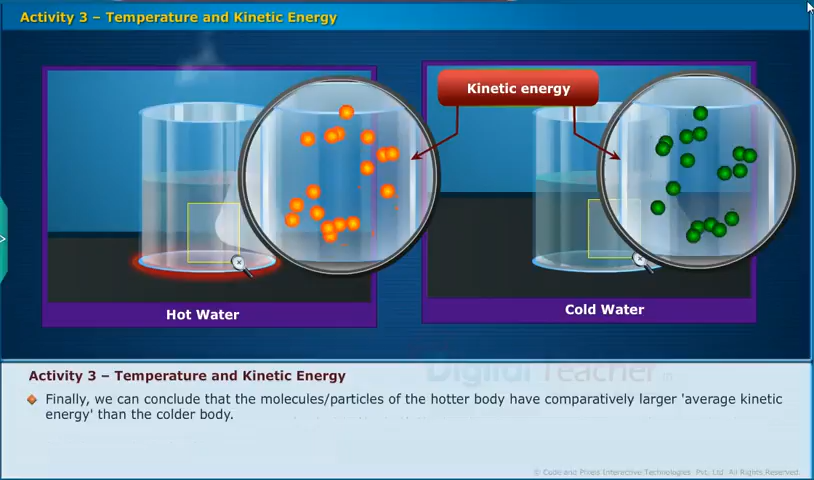 Activity 3 – Temperature and Kinetic Energy
Kinetic energy
Hot Water
Cold Water
Digital Teacher
Activity 3 – Temperature and Kinetic Energy
Finally, we can conclude that the molecules/particles of the hotter body have comparatively larger 'average kinetic
energy' than the colder body.
© Code and Pixels Interactive Technologies Pvt. Ltd. All Rights Reserved.